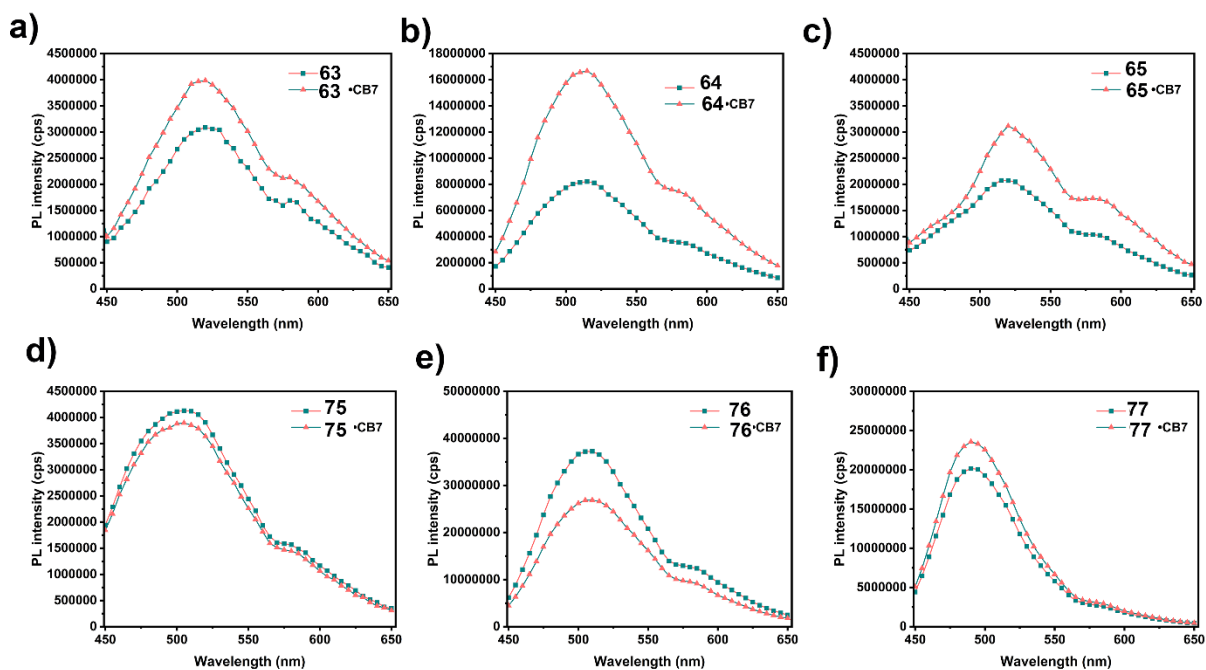 a)
4500000
4000000
3500000
3000000
2500000
2000000
1500000
1000000
500000
0
PL intensity (cps)
63
63 •CB7
450 500 550 600 650
Wavelength (nm)
b)
18000000
16000000
14000000
12000000
10000000
8000000
6000000
4000000
2000000
0
PL intensity (cps)
64
64•CB7
450 500 550 600 650
Wavelength (nm)
c)
4500000
4000000
3500000
3000000
2500000
2000000
1500000
1000000
500000
0
PL intensity (cps)
65
65•CB7
450 500 550 600 650
Wavelength (nm)
d)
4500000
4000000
3500000
3000000
2500000
2000000
1500000
1000000
500000
0
PL intensity (cps)
75
75 •CB7
450 500 550 600 650
Wavelength (nm)
e)
50000000
40000000
30000000
20000000
10000000
0
PL intensity (cps)
76
76•CB7
450 500 550 600 650
Wavelength (nm)
f)
30000000
25000000
20000000
15000000
10000000
5000000
0
PL intensity (cps)
77
77 •CB7
450 500 550 600 650
Wavelength (nm)